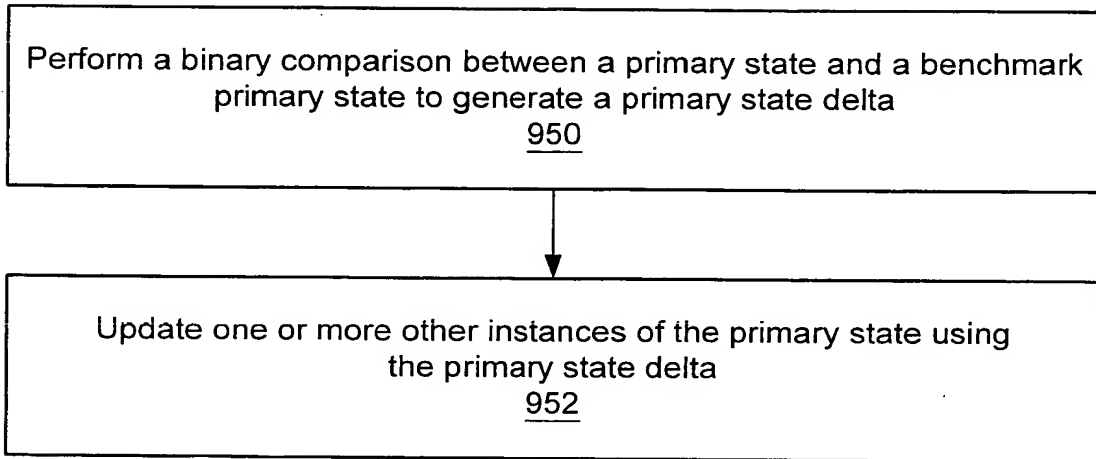 Perform a binary comparison between a primary state and a benchmark
primary state to generate a primary state delta
950
Update one or more other instances of the primary state using
the primary state delta
952